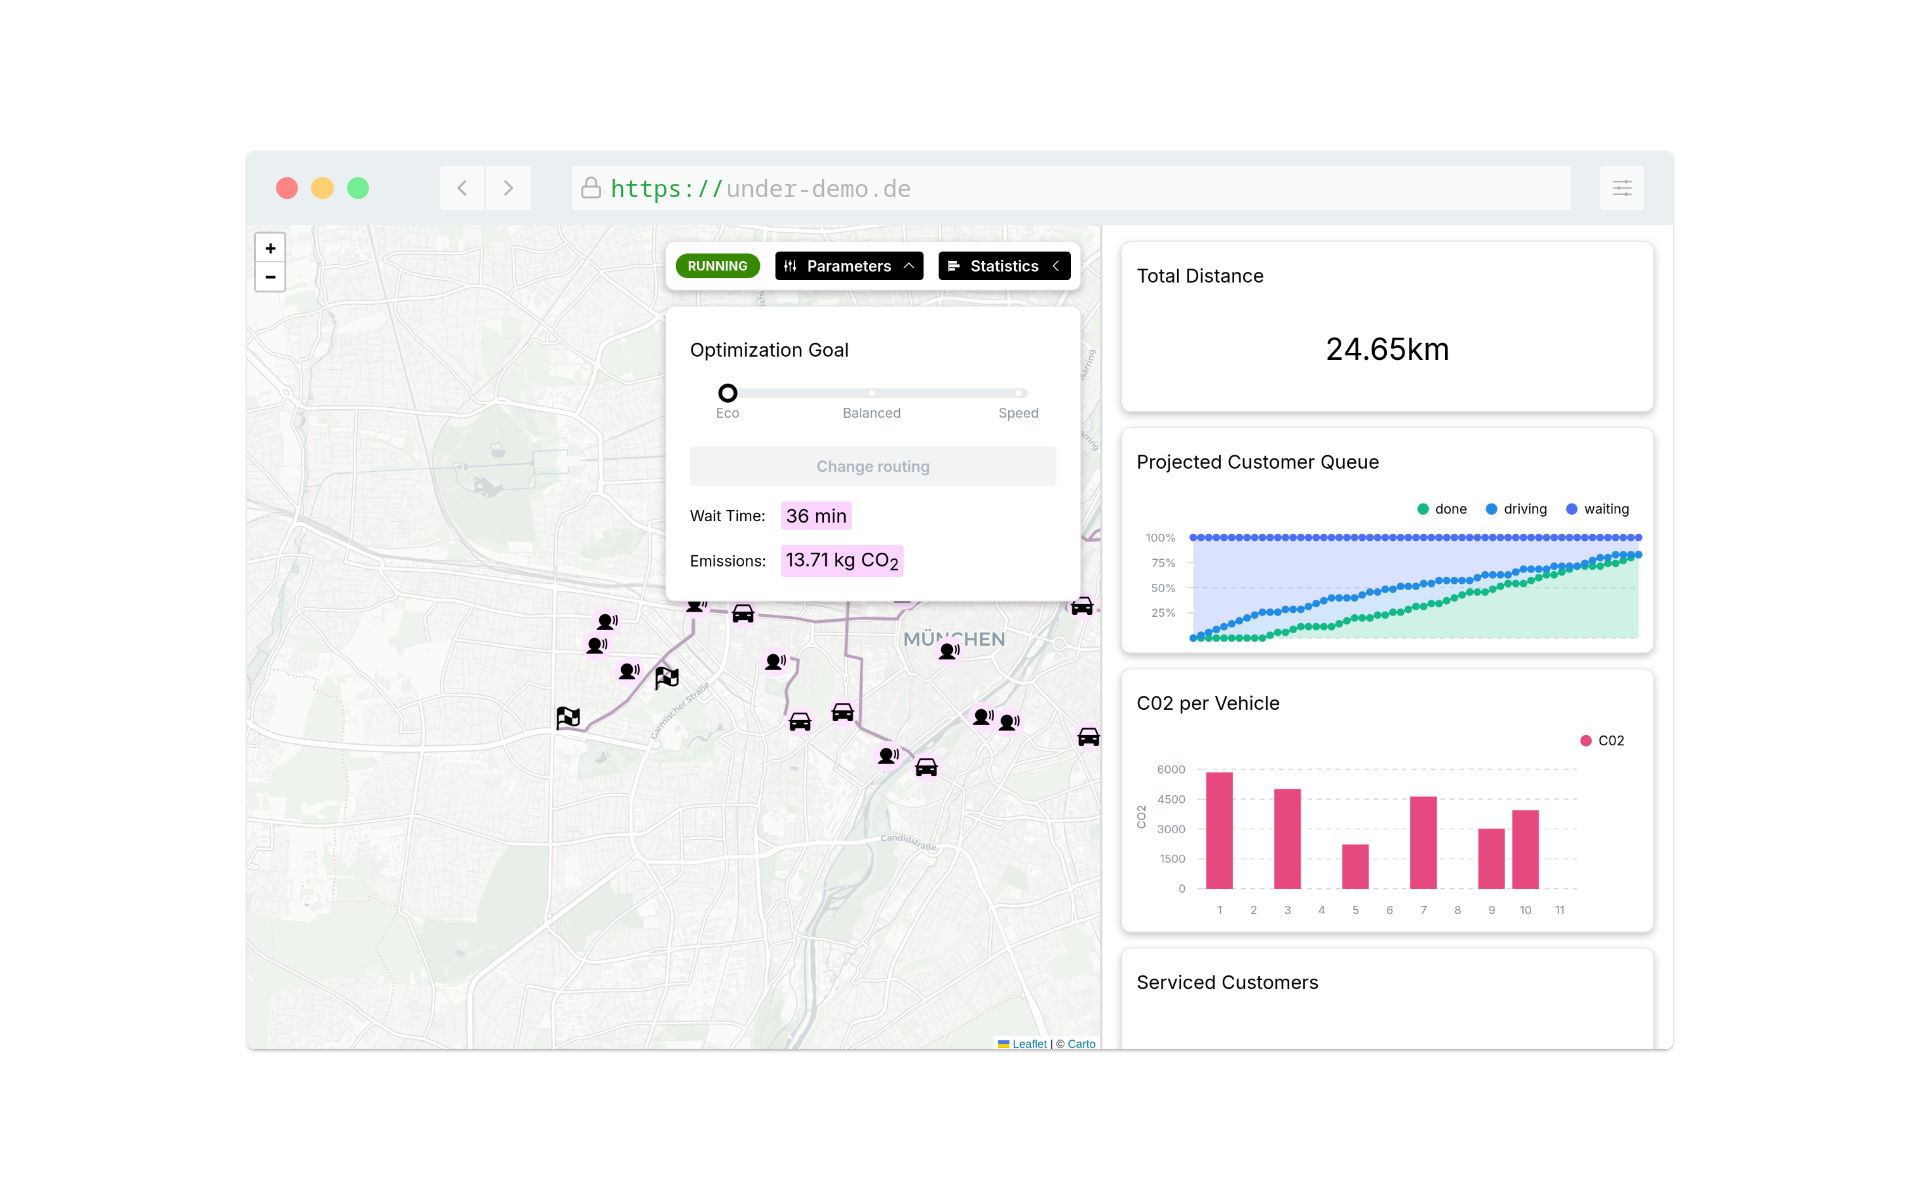 https://under-demo.de
+
−
RUNNING
Parameters
Statistics
Optimization Goal
Eco
Balanced
Speed
Change routing
Wait Time:
36 min
Emissions:
13.71 kg CO2
MÜNCHEN
Garmischer Straße
Candidstraße
Leaflet | © Carto
Total Distance
24.65km
Projected Customer Queue
done
driving
waiting
100%
75%
50%
25%
C02 per Vehicle
C02
CO2
6000
4500
3000
1500
0
1 2 3 4 5 6 7 8 9 10 11
Serviced Customers